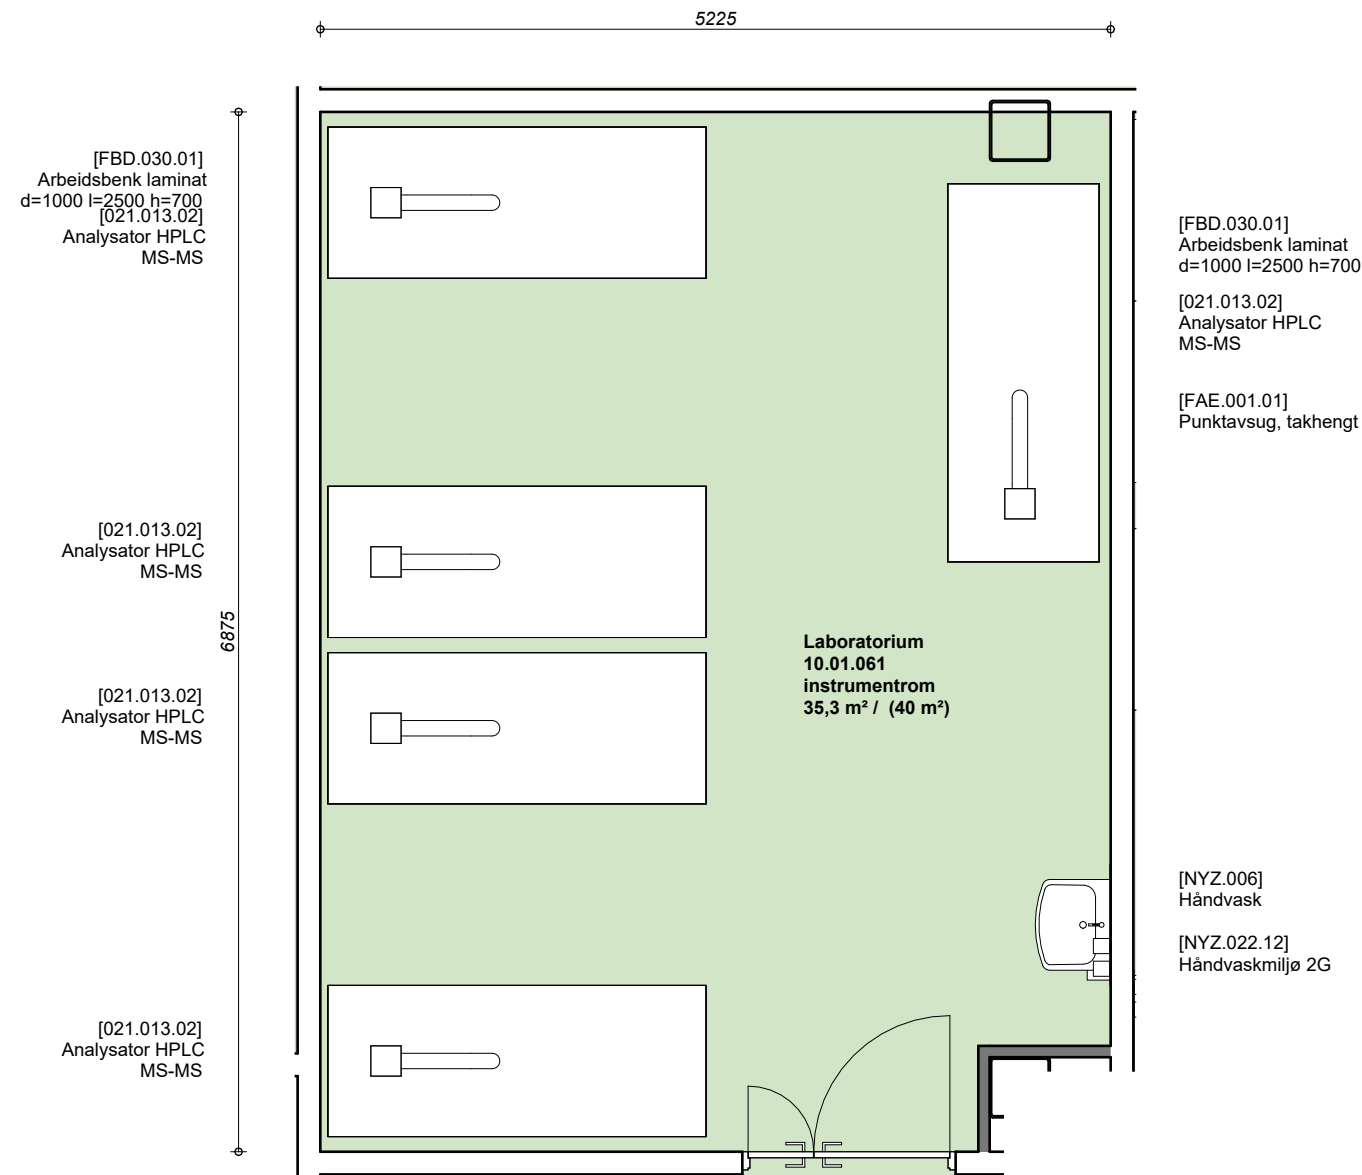 5225
[FBD.030.01]
Arbeidsbenk laminat
d=1000 l=2500 h=700
[021.013.02]
Analysator HPLC
MS-MS
[021.013.02]
Analysator HPLC
MS-MS
6875
[021.013.02]
Analysator HPLC
MS-MS
[021.013.02]
Analysator HPLC
MS-MS
Laboratorium
10.01.061
instrumentrom
35,3 m² / (40 m²)
[FBD.030.01]
Arbeidsbenk laminat
d=1000 l=2500 h=700
[021.013.02]
Analysator HPLC
MS-MS
[FAE.001.01]
Punktavsug, takhengt
[NYZ.006]
Håndvask
[NYZ.022.12]
Håndvaskmiljø 2G